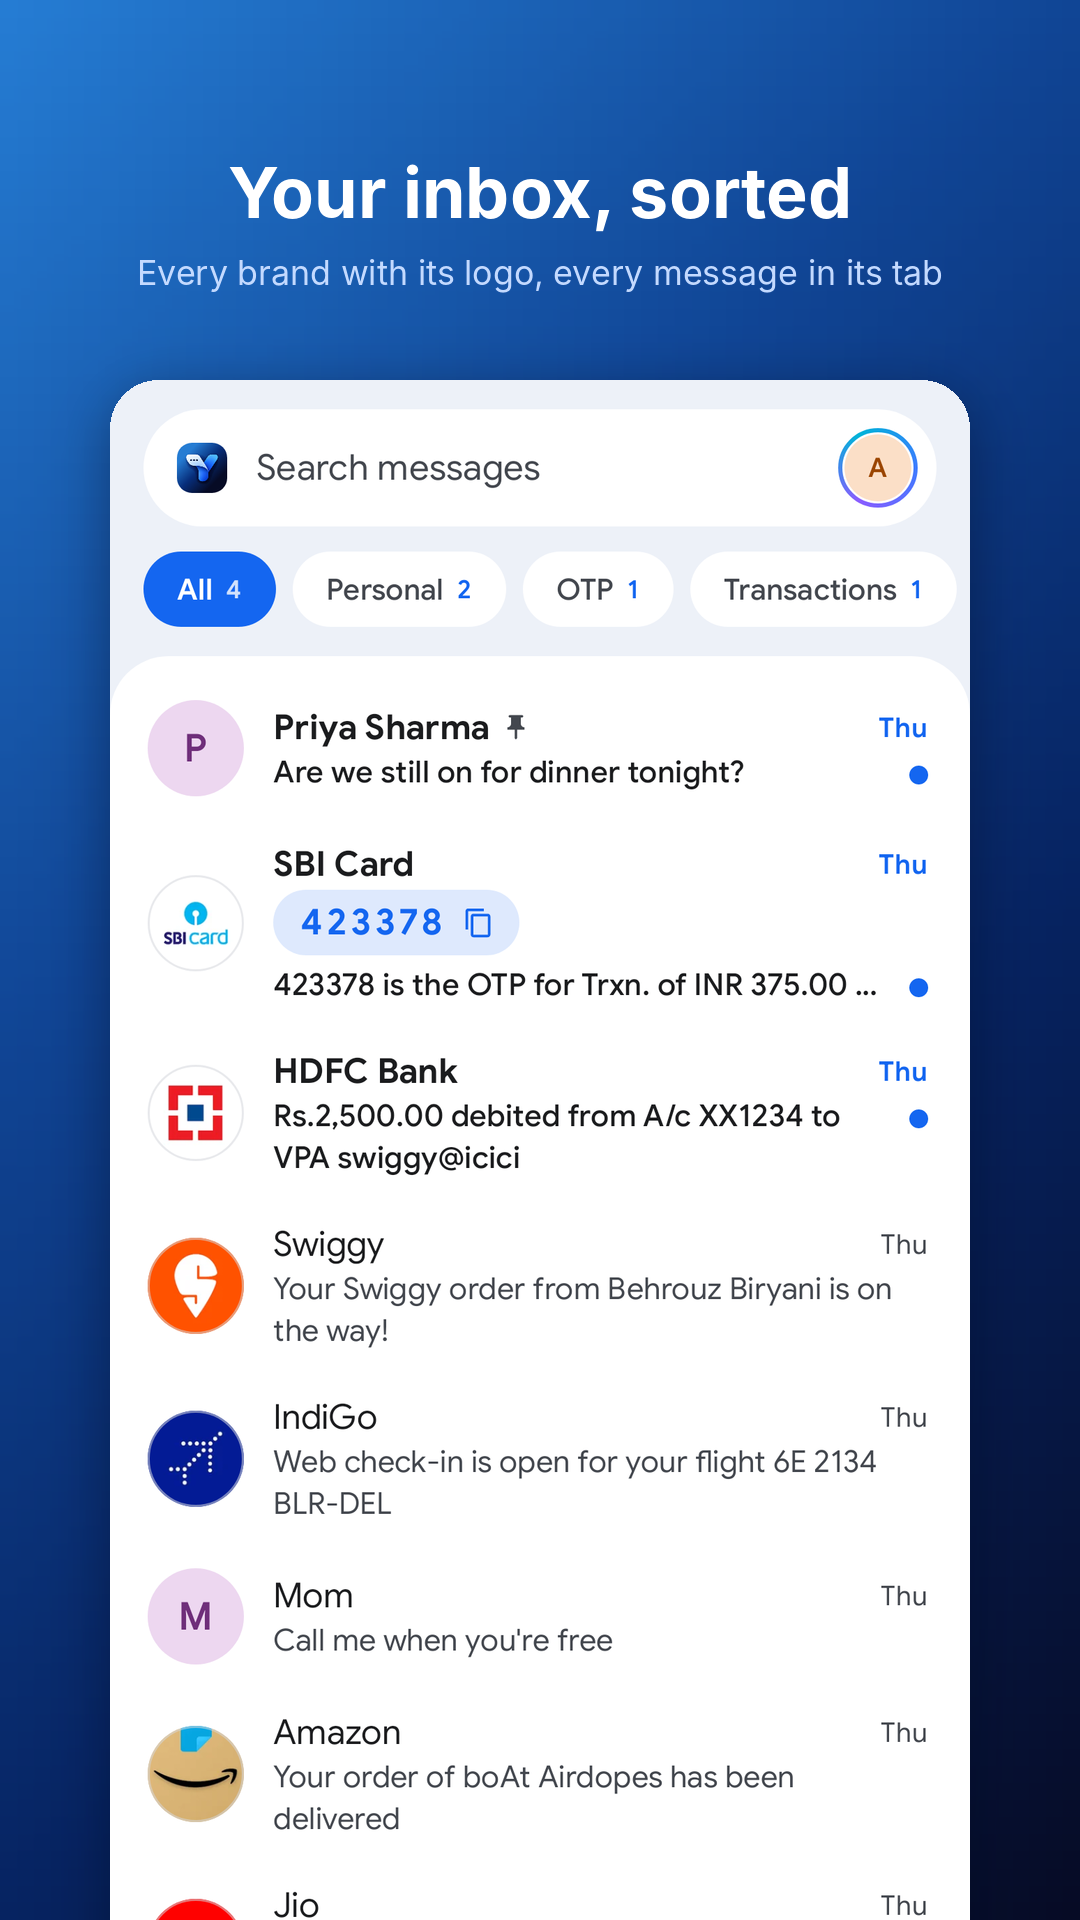 Your inbox, sorted
Every brand with its logo, every message in its tab
Search messages
A
All 4
Personal 2
OTP 1
Transactions 1
P
Priya Sharma
Thu
Are we still on for dinner tonight?
SBI Card
Thu
SBI card
423378
423378 is the OTP for Trxn. of INR 375.00 ...
HDFC Bank
Thu
Rs.2,500.00 debited from A/c XX1234 to
VPA swiggy@icici
Swiggy
Thu
Your Swiggy order from Behrouz Biryani is on
the way!
IndiGo
Thu
Web check-in is open for your flight 6E 2134
BLR-DEL
M
Mom
Thu
Call me when you're free
Amazon
Thu
Your order of boAt Airdopes has been
delivered
Jio
Thu